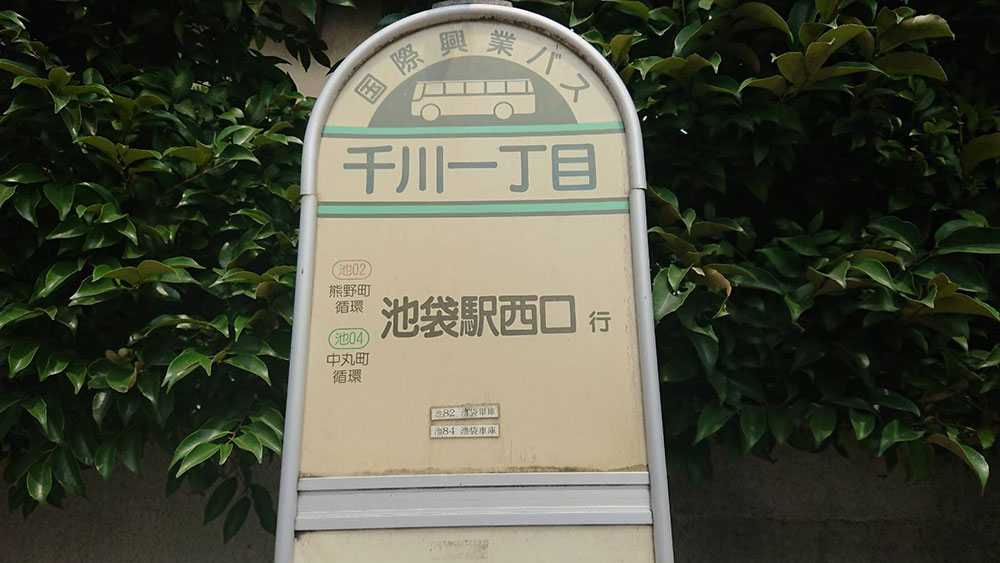 国際興業バス
千川一丁目
池02
熊野町
循環
池袋駅西口 行
池04
中丸町
循環
池82 池袋車庫
池84 池袋車庫